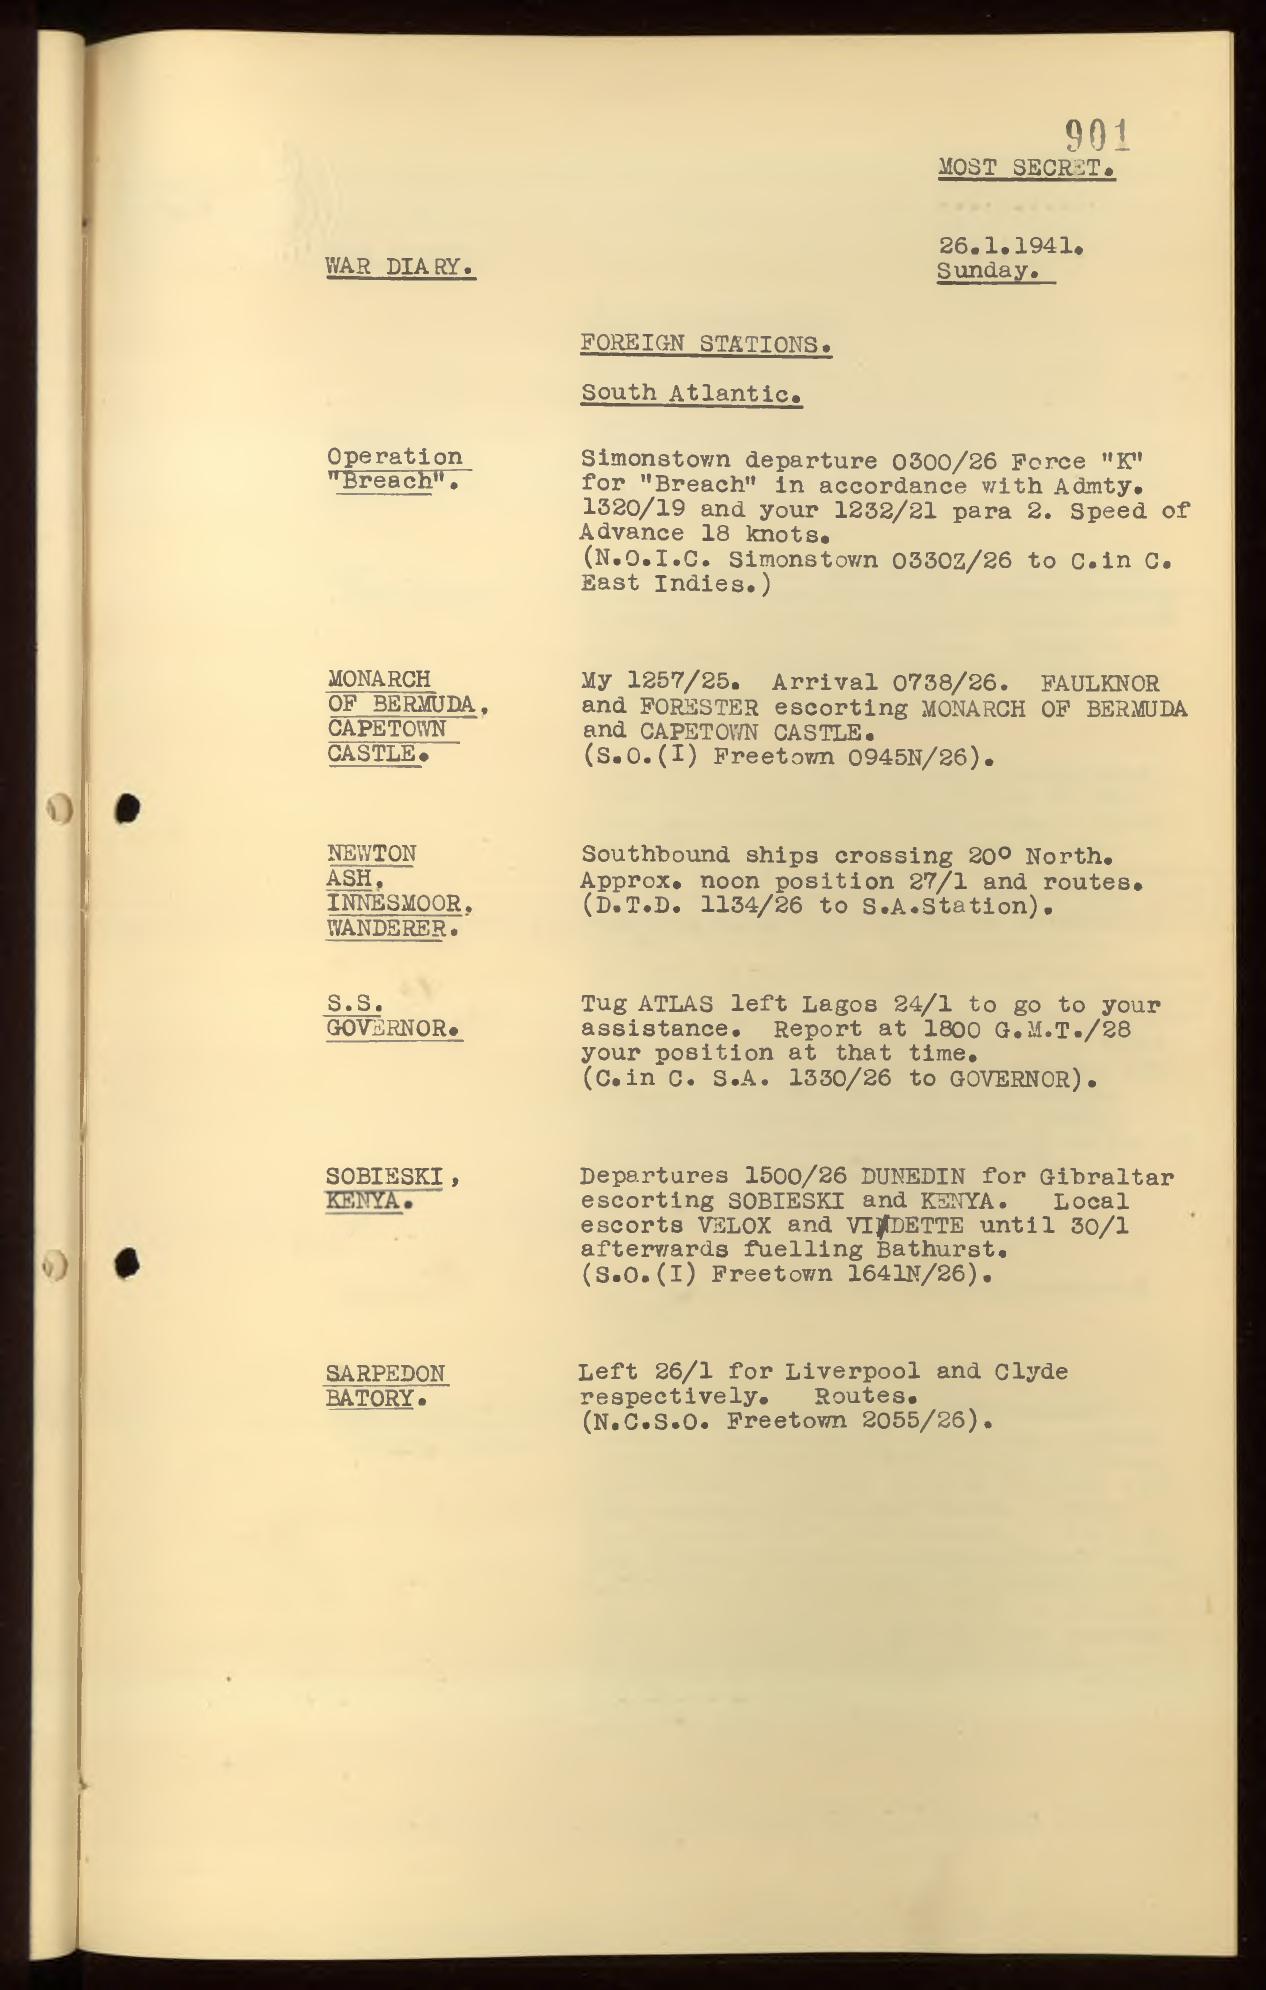 901
MOST SECRET.
26.1.1941.
Sunday.
WAR DIARY.
FOREIGN STATIONS.
South Atlantic.
Operation
"Breach".
Simonstown departure 0300/26 Force "K"
for "Breach" in accordance with Admty.
1320/19 and your 1232/21 para 2. Speed of
Advance 18 knots.
(N.O.I.C. Simonstown 0330Z/26 to C.in C.
East Indies.)
MONARCH
OF BERMUDA,
CAPETOWN
CASTLE.
My 1257/25. Arrival 0738/26. FAULKNOR
and FORESTER escorting MONARCH OF BERMUDA
and CAPETOWN CASTLE.
(S.O.(I) Freetown 0945N/26).
NEWTON
ASH,
INNESMOOR,
WANDERER.
Southbound ships crossing 20° North.
Approx. noon position 27/1 and routes.
(D.T.D. 1134/26 to S.A.Station).
S.S.
GOVERNOR.
Tug ATLAS left Lagos 24/1 to go to your
assistance. Report at 1800 G.M.T./28
your position at that time.
(C.in C. S.A. 1330/26 to GOVERNOR).
SOBIESKI,
KENYA.
Departures 1500/26 DUNEDIN for Gibraltar
escorting SOBIESKI and KENYA. Local
escorts VELOX and VIDETTE until 30/1
afterwards fuelling Bathurst.
(S.O.(I) Freetown 1641N/26).
SARPEDON
BATORY.
Left 26/1 for Liverpool and Clyde
respectively. Routes.
(N.C.S.O. Freetown 2055/26).